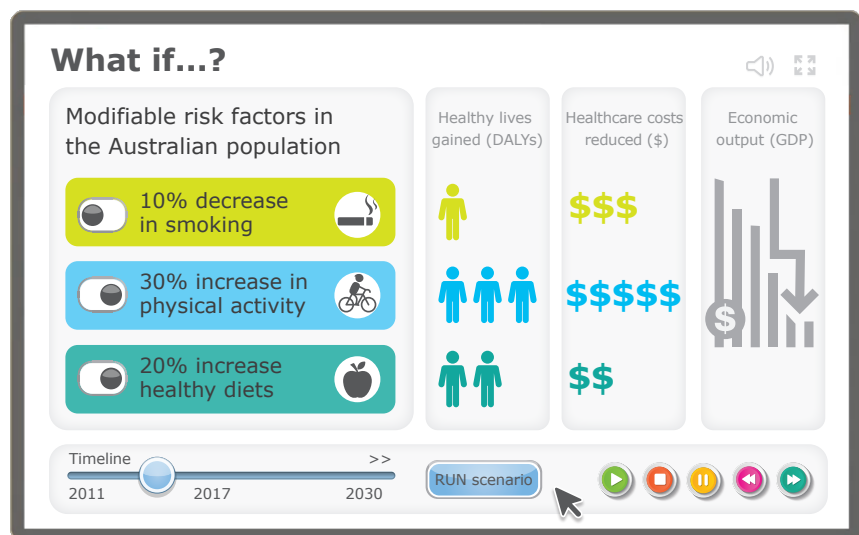 What if...?
Modifiable risk factors in
the Australian population
10% decrease
in smoking
30% increase in
physical activity
20% increase
healthy diets
Healthy lives
gained (DALYs)
Healthcare costs
reduced ($)
$$$
$$$$$
$$
Economic
output (GDP)
$
Timeline
>>
2011
2017
2030
RUN scenario